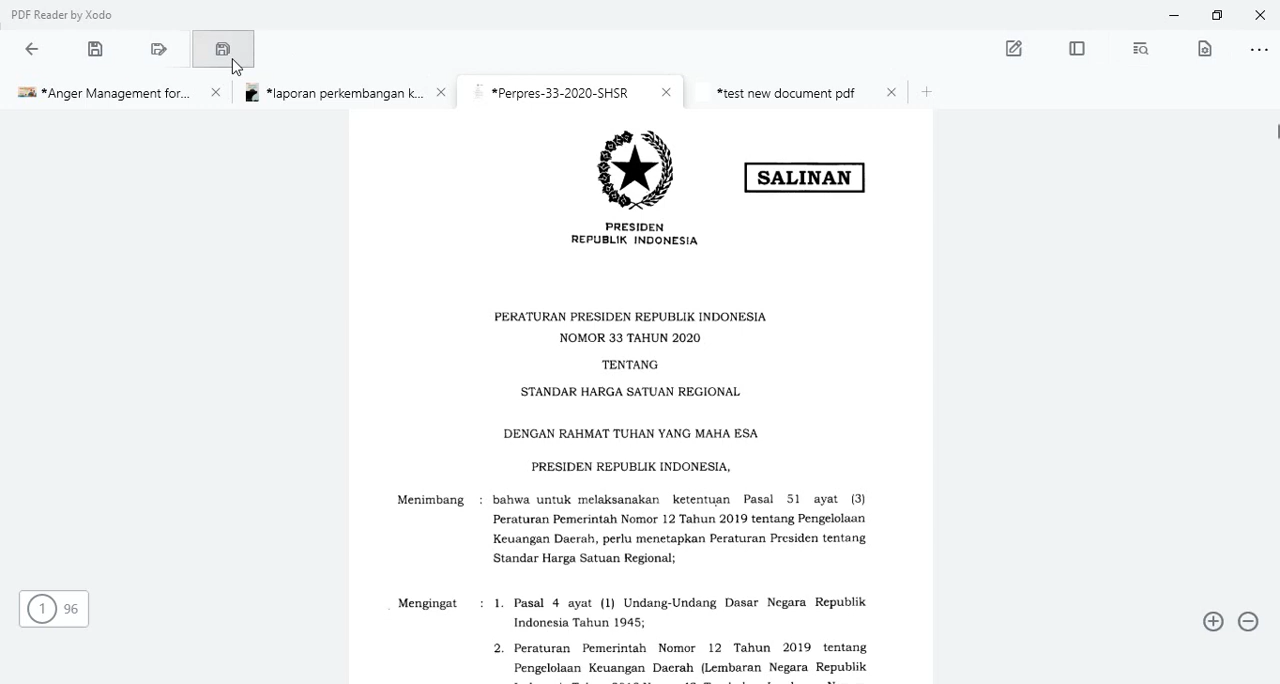 PDF Reader by Xodo
*Anger Management for...
*laporan perkembangan k...
*Perpres-33-2020-SHSR
*test new document pdf
SALINAN
PRESIDEN
REPUBLIK INDONESIA
PERATURAN PRESIDEN REPUBLIK INDONESIA
NOMOR 33 TAHUN 2020
TENTANG
STANDAR HARGA SATUAN REGIONAL
DENGAN RAHMAT TUHAN YANG MAHA ESA
PRESIDEN REPUBLIK INDONESIA,
Menimbang : bahwa untuk melaksanakan ketentuan Pasal 51 ayat (3)
Peraturan Pemerintah Nomor 12 Tahun 2019 tentang Pengelolaan
Keuangan Daerah, perlu menetapkan Peraturan Presiden tentang
Standar Harga Satuan Regional;
Mengingat : 1. Pasal 4 ayat (1) Undang-Undang Dasar Negara Republik
Indonesia Tahun 1945;
2. Peraturan Pemerintah Nomor 12 Tahun 2019 tentang
Pengelolaan Keuangan Daerah (Lembaran Negara Republik
1 96